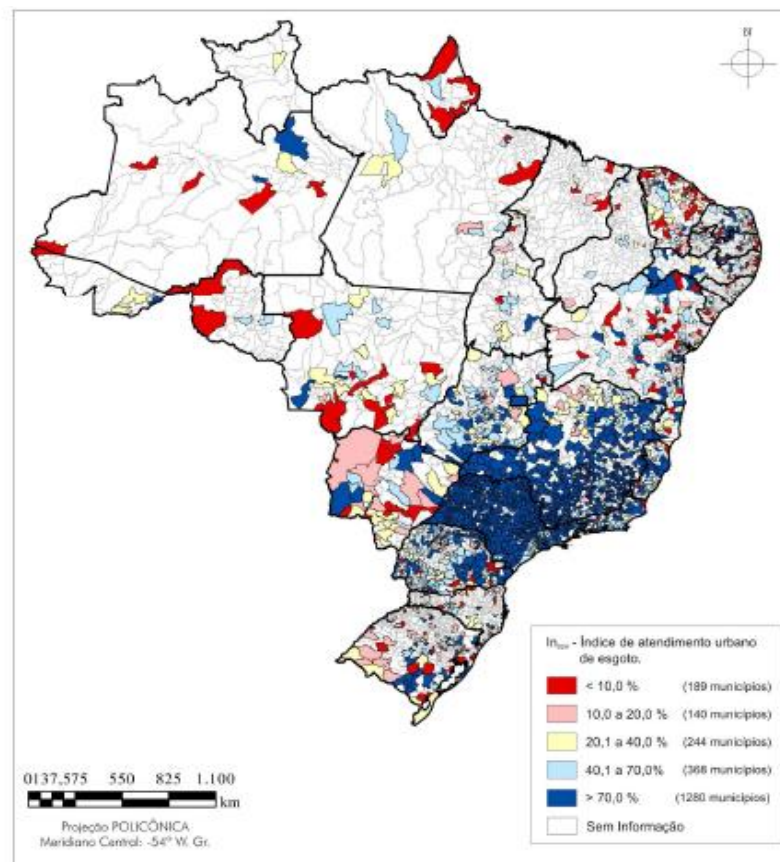 N
In - Índice de atendimento urbano
de esgoto.
< 10,0 % (189 municípios)
10,0 a 20,0 % (140 municípios)
20,1 a 40,0 % (244 municípios)
40,1 a 70,0% (368 municípios)
> 70,0 % (1280 municípios)
Sem Informação
0137,575 550 825 1.100
km
Projeção POLICÔNICA
Meridiano Central: -54º W. Gr.